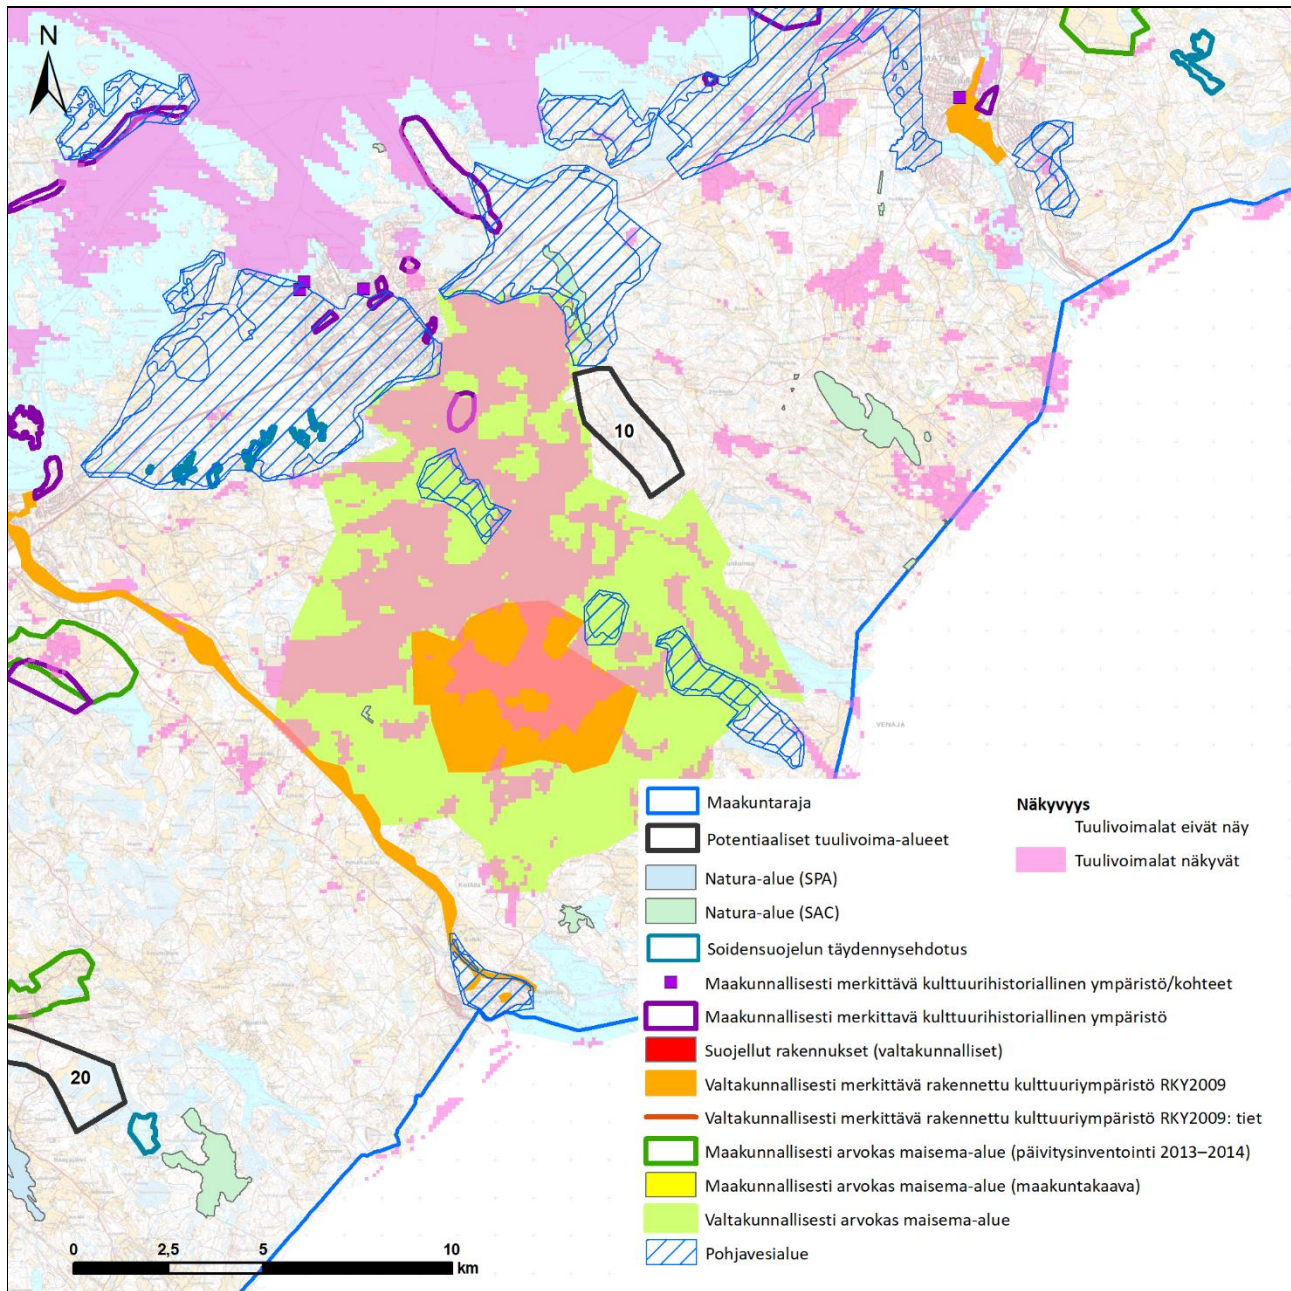 N
10
20
VENÄJÄ
Maakuntaraja
Potentiaaliset tuulivoima-alueet
Natura-alue (SPA)
Natura-alue (SAC)
Soidensuojelun täydennysehdotus
Maakunnallisesti merkittävä kulttuurihistoriallinen ympäristö/kohteet
Maakunnallisesti merkittävä kulttuurihistoriallinen ympäristö
Suojellut rakennukset (valtakunnalliset)
Valtakunnallisesti merkittävä rakennettu kulttuuriympäristö RKY2009
Valtakunnallisesti merkittävä rakennettu kulttuuriympäristö RKY2009: tiet
Maakunnallisesti arvokas maisema-alue (päivitysinventointi 2013–2014)
Maakunnallisesti arvokas maisema-alue (maakuntakaava)
Valtakunnallisesti arvokas maisema-alue
Pohjavesialue
Näkyvyys
Tuulivoimalat eivät näy
Tuulivoimalat näkyvät
0 2,5 5 10
km